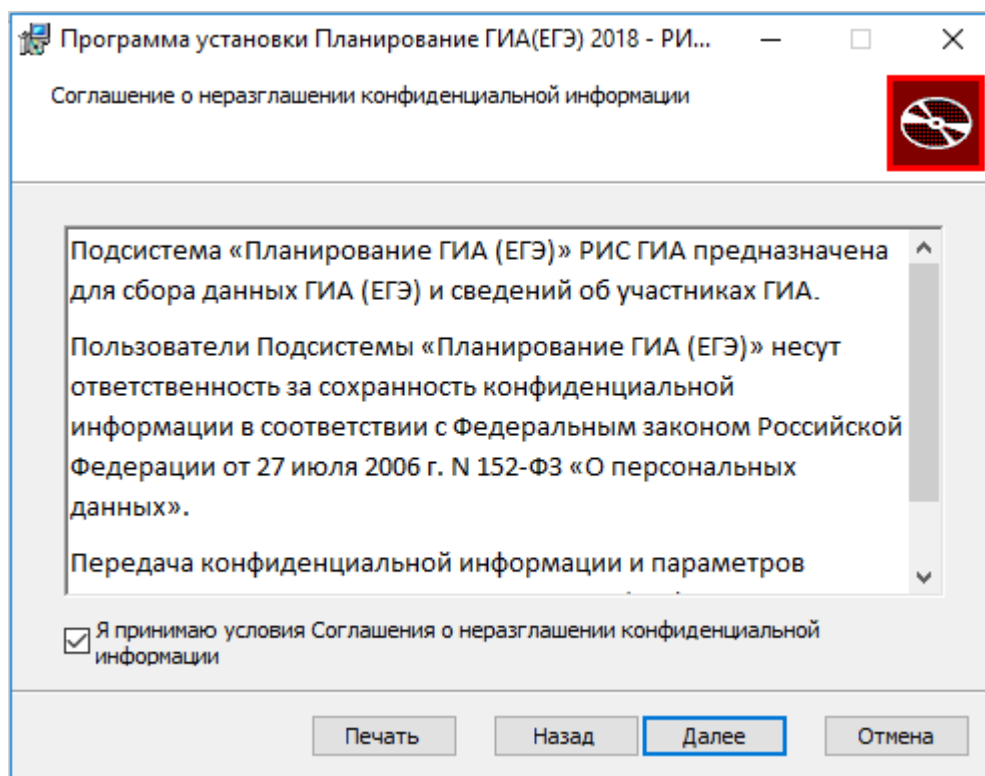 Программа установки Планирование ГИА(ЕГЭ) 2018 - РИ...
Соглашение о неразглашении конфиденциальной информации
Подсистема «Планирование ГИА (ЕГЭ)» РИС ГИА предназначена
для сбора данных ГИА (ЕГЭ) и сведений об участниках ГИА.
Пользователи Подсистемы «Планирование ГИА (ЕГЭ)» несут
ответственность за сохранность конфиденциальной
информации в соответствии с Федеральным законом Российской
Федерации от 27 июля 2006 г. N 152-ФЗ «О персональных
данных».
Передача конфиденциальной информации и параметров
Я принимаю условия Соглашения о неразглашении конфиденциальной
информации
Печать Назад Далее Отмена